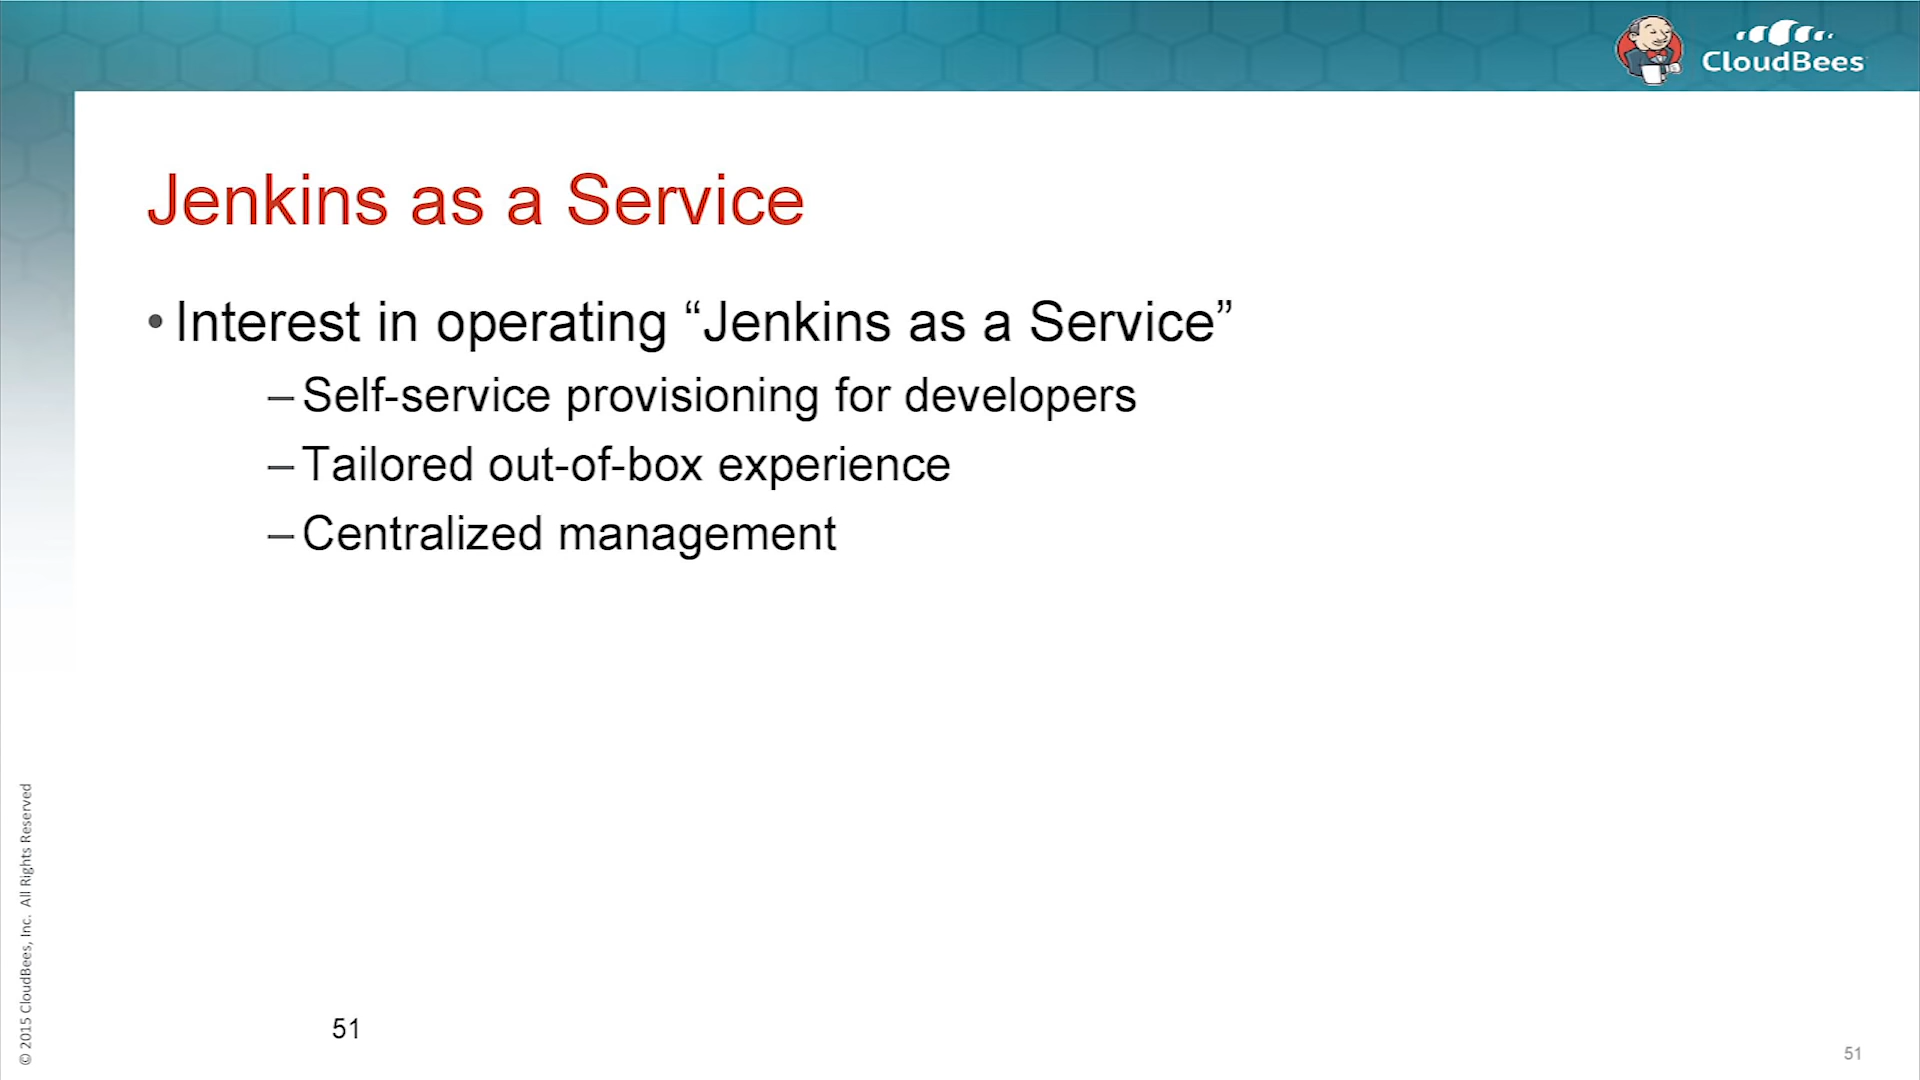 CloudBees
Jenkins as a Service
• Interest in operating “Jenkins as a Service”
– Self-service provisioning for developers
– Tailored out-of-box experience
– Centralized management
© 2015 CloudBees, Inc. All Rights Reserved
51
51